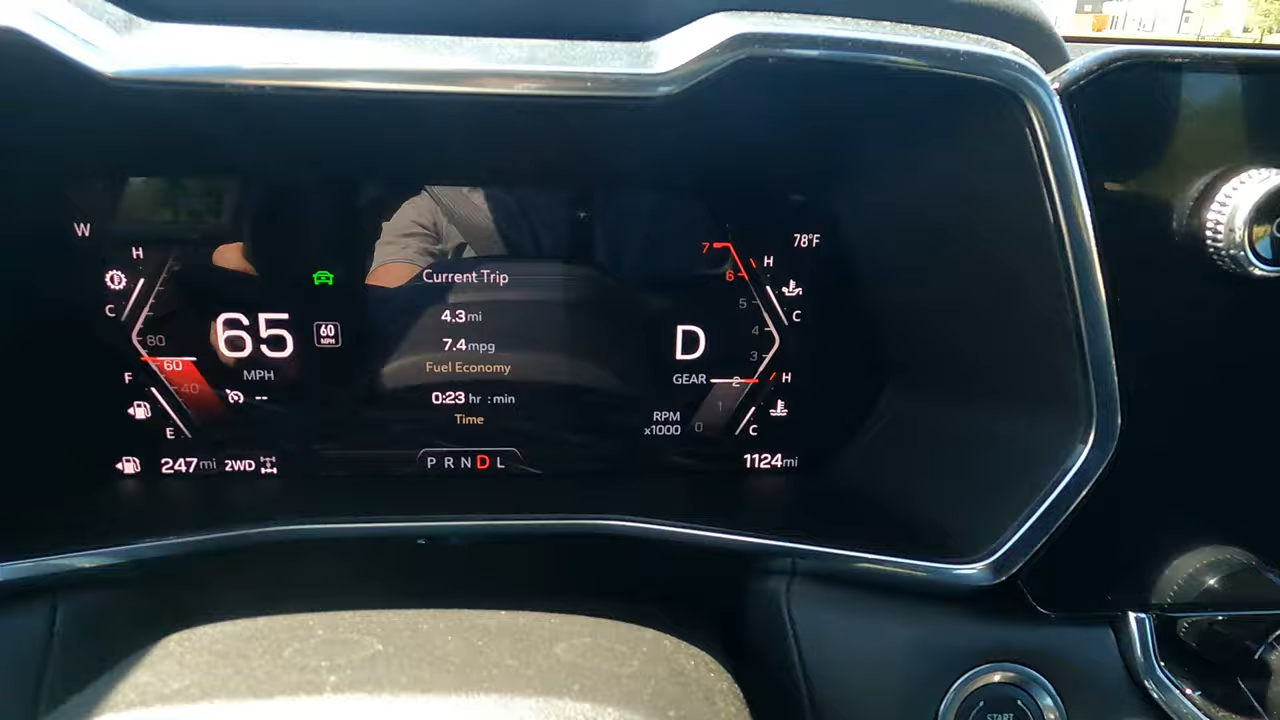 W
H
C
80
60
40
F
E
65
MPH
60
MPH
--
247mi
2WD
Current Trip
4.3mi
7.4mpg
Fuel Economy
0:23 hr :min
Time
PRNDL
78°F
7
6
5
4
3
2
1
0
H
C
H
C
D
GEAR
RPM
x1000
1124mi
START